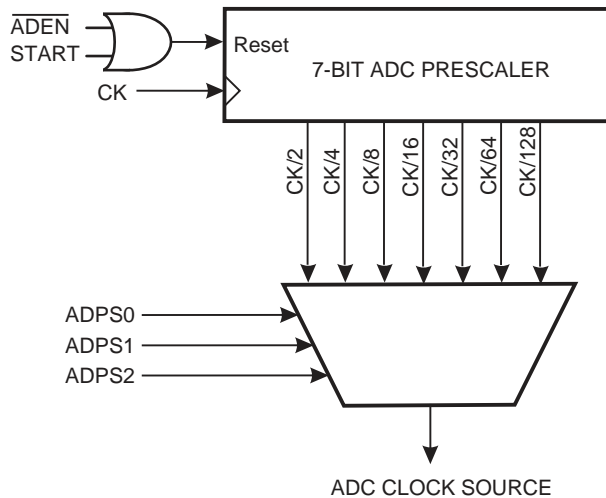 ADEN
START
Reset
7-BIT ADC PRESCALER
CK
CK/2
CK/4
CK/8
CK/16
CK/32
CK/64
CK/128
ADPS0
ADPS1
ADPS2
ADC CLOCK SOURCE